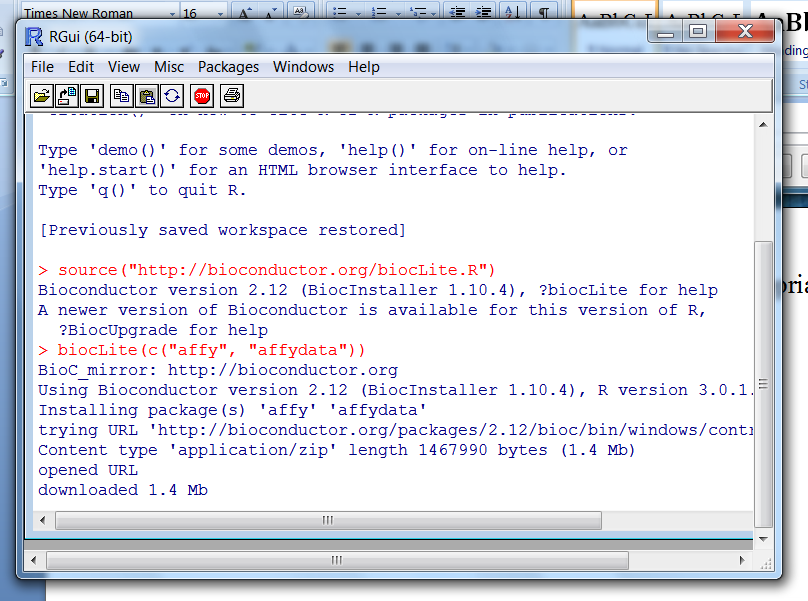 Times New Roman 16
RGui (64-bit)
File Edit View Misc Packages Windows Help
STOP
Type 'demo()' for some demos, 'help()' for on-line help, or
'help.start()' for an HTML browser interface to help.
Type 'q()' to quit R.
[Previously saved workspace restored]
> source("http://bioconductor.org/biocLite.R")
Bioconductor version 2.12 (BiocInstaller 1.10.4), ?biocLite for help
A newer version of Bioconductor is available for this version of R,
?BiocUpgrade for help
> biocLite(c("affy", "affydata"))
BioC_mirror: http://bioconductor.org
Using Bioconductor version 2.12 (BiocInstaller 1.10.4), R version 3.0.1.
Installing package(s) 'affy' 'affydata'
trying URL 'http://bioconductor.org/packages/2.12/bioc/bin/windows/contr
Content type 'application/zip' length 1467990 bytes (1.4 Mb)
opened URL
downloaded 1.4 Mb